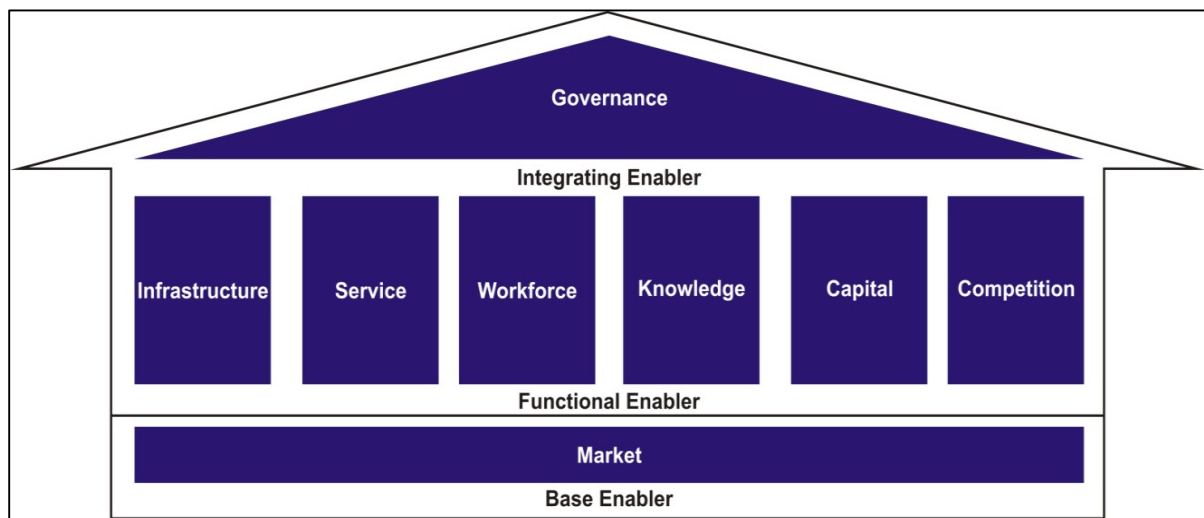 Governance
Integrating Enabler
Infrastructure
Service
Workforce
Knowledge
Capital
Competition
Functional Enabler
Market
Base Enabler